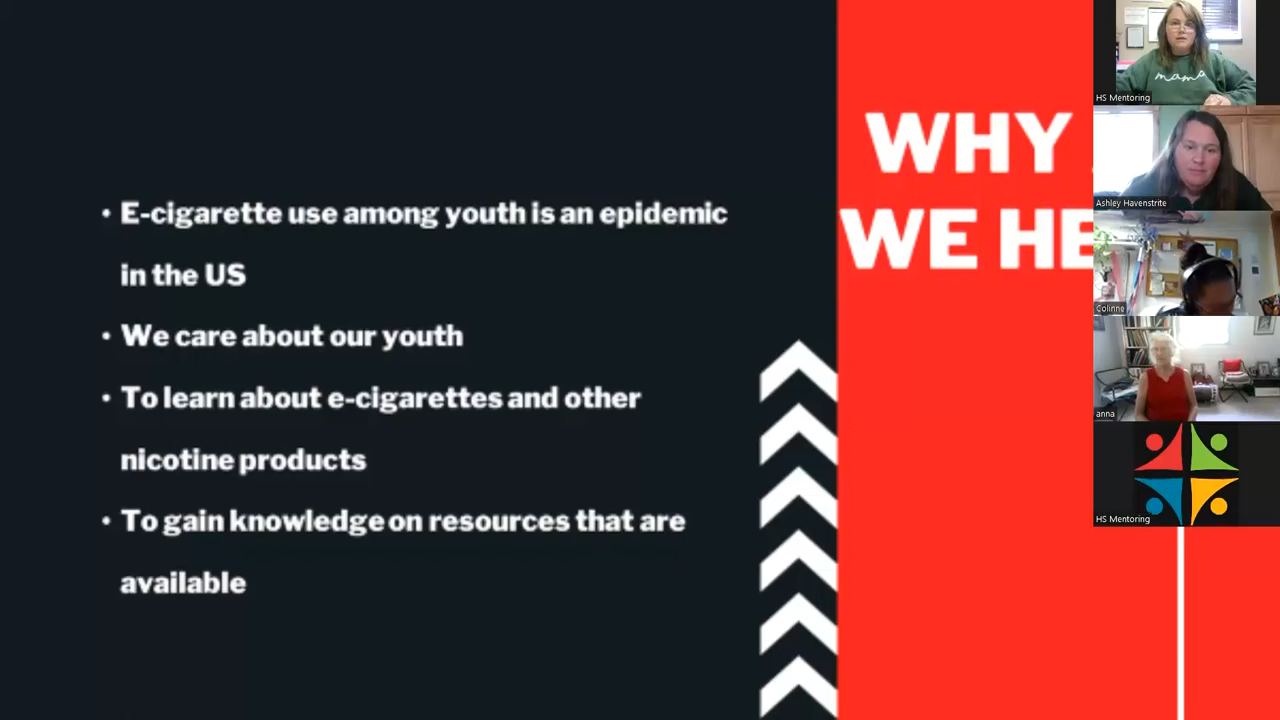 • E-cigarette use among youth is an epidemic
in the US
• We care about our youth
• To learn about e-cigarettes and other
nicotine products
• To gain knowledge on resources that are
available
WHY
WE HE
mama
HS Mentoring
Ashley Havenstrite
Colinne
anna
HS Mentoring